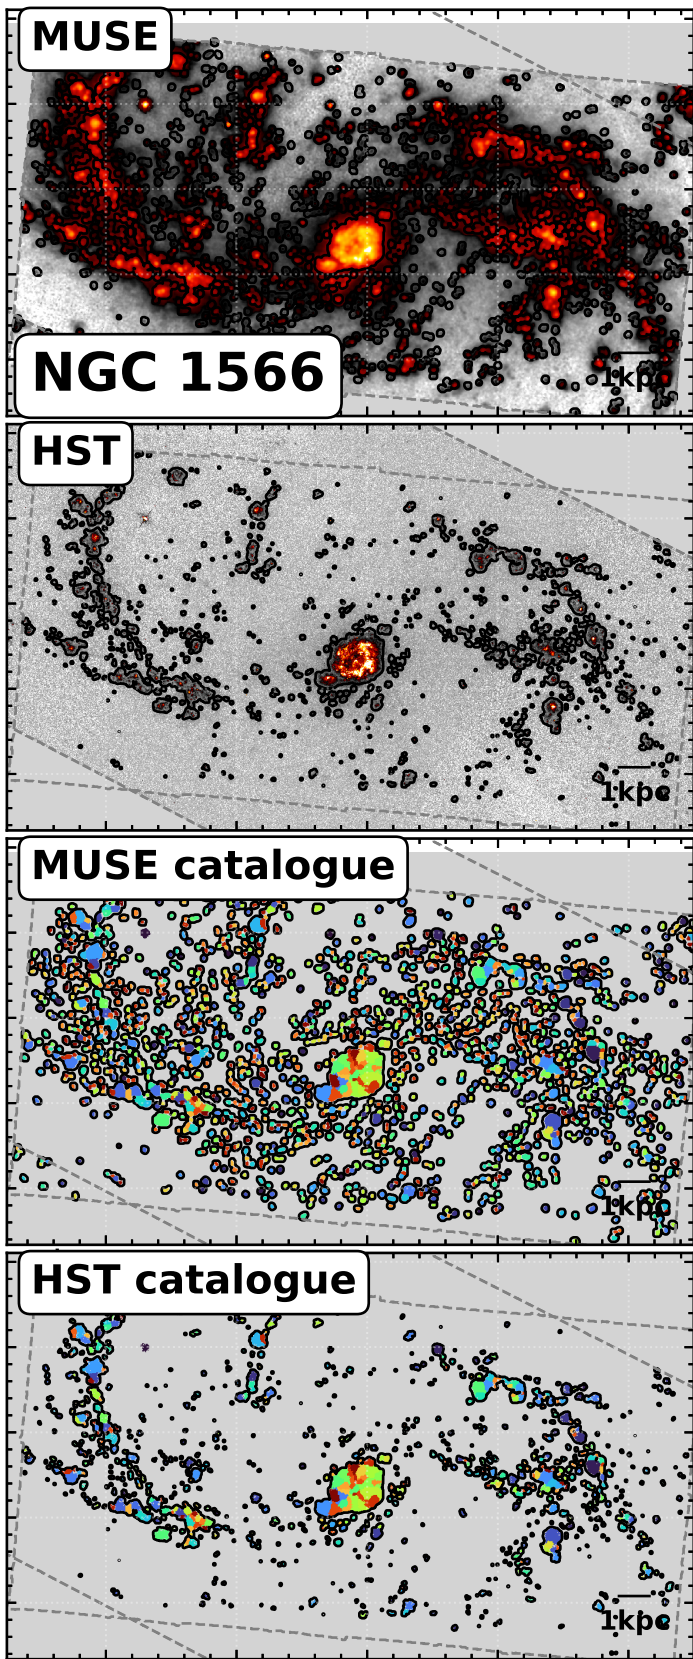 MUSE
NGC 1566
1kpc
HST
1kpc
MUSE catalogue
1kpc
HST catalogue
1kpc